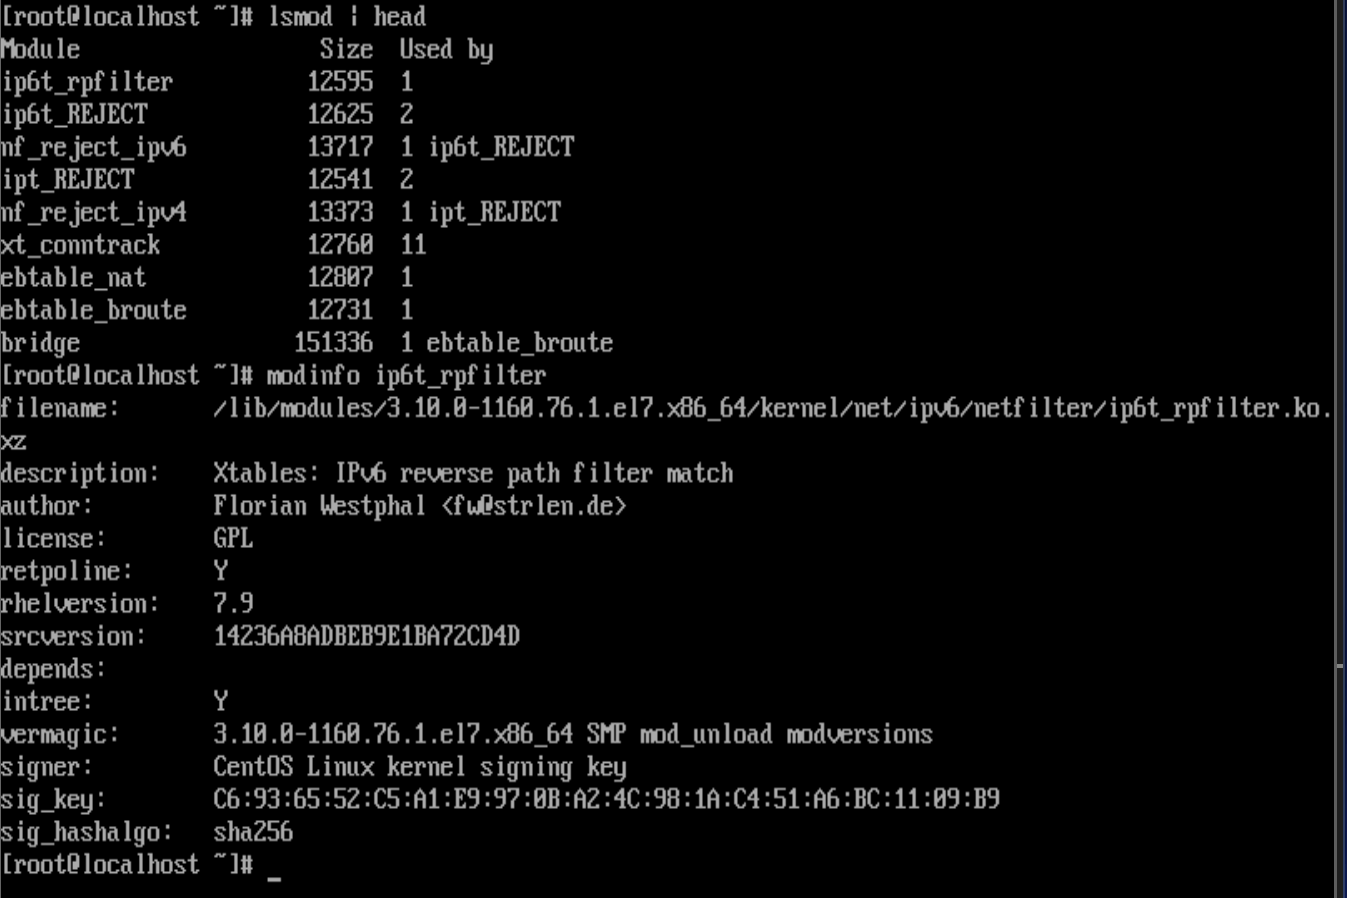 [root@localhost ~]# lsmod | head
Module                  Size  Used by
ip6t_rpfilter          12595  1
ip6t_REJECT            12625  2
nf_reject_ipv6         13717  1 ip6t_REJECT
ipt_REJECT             12541  2
nf_reject_ipv4         13373  1 ipt_REJECT
xt_conntrack           12760  11
ebtable_nat            12807  1
ebtable_broute         12731  1
bridge                151336  1 ebtable_broute
[root@localhost ~]# modinfo ip6t_rpfilter
filename:       /lib/modules/3.10.0-1160.76.1.el7.x86_64/kernel/net/ipv6/netfilter/ip6t_rpfilter.ko.
xz
description:    Xtables: IPv6 reverse path filter match
author:         Florian Westphal <fw@strlen.de>
license:        GPL
retpoline:      Y
rhelversion:    7.9
srcversion:     14236A8ADBEB9E1BA72CD4D
depends:
intree:         Y
vermagic:       3.10.0-1160.76.1.el7.x86_64 SMP mod_unload modversions
signer:         CentOS Linux kernel signing key
sig_key:        C6:93:65:52:C5:A1:E9:97:0B:A2:4C:98:1A:C4:51:A6:BC:11:09:B9
sig_hashalgo:   sha256
[root@localhost ~]# _